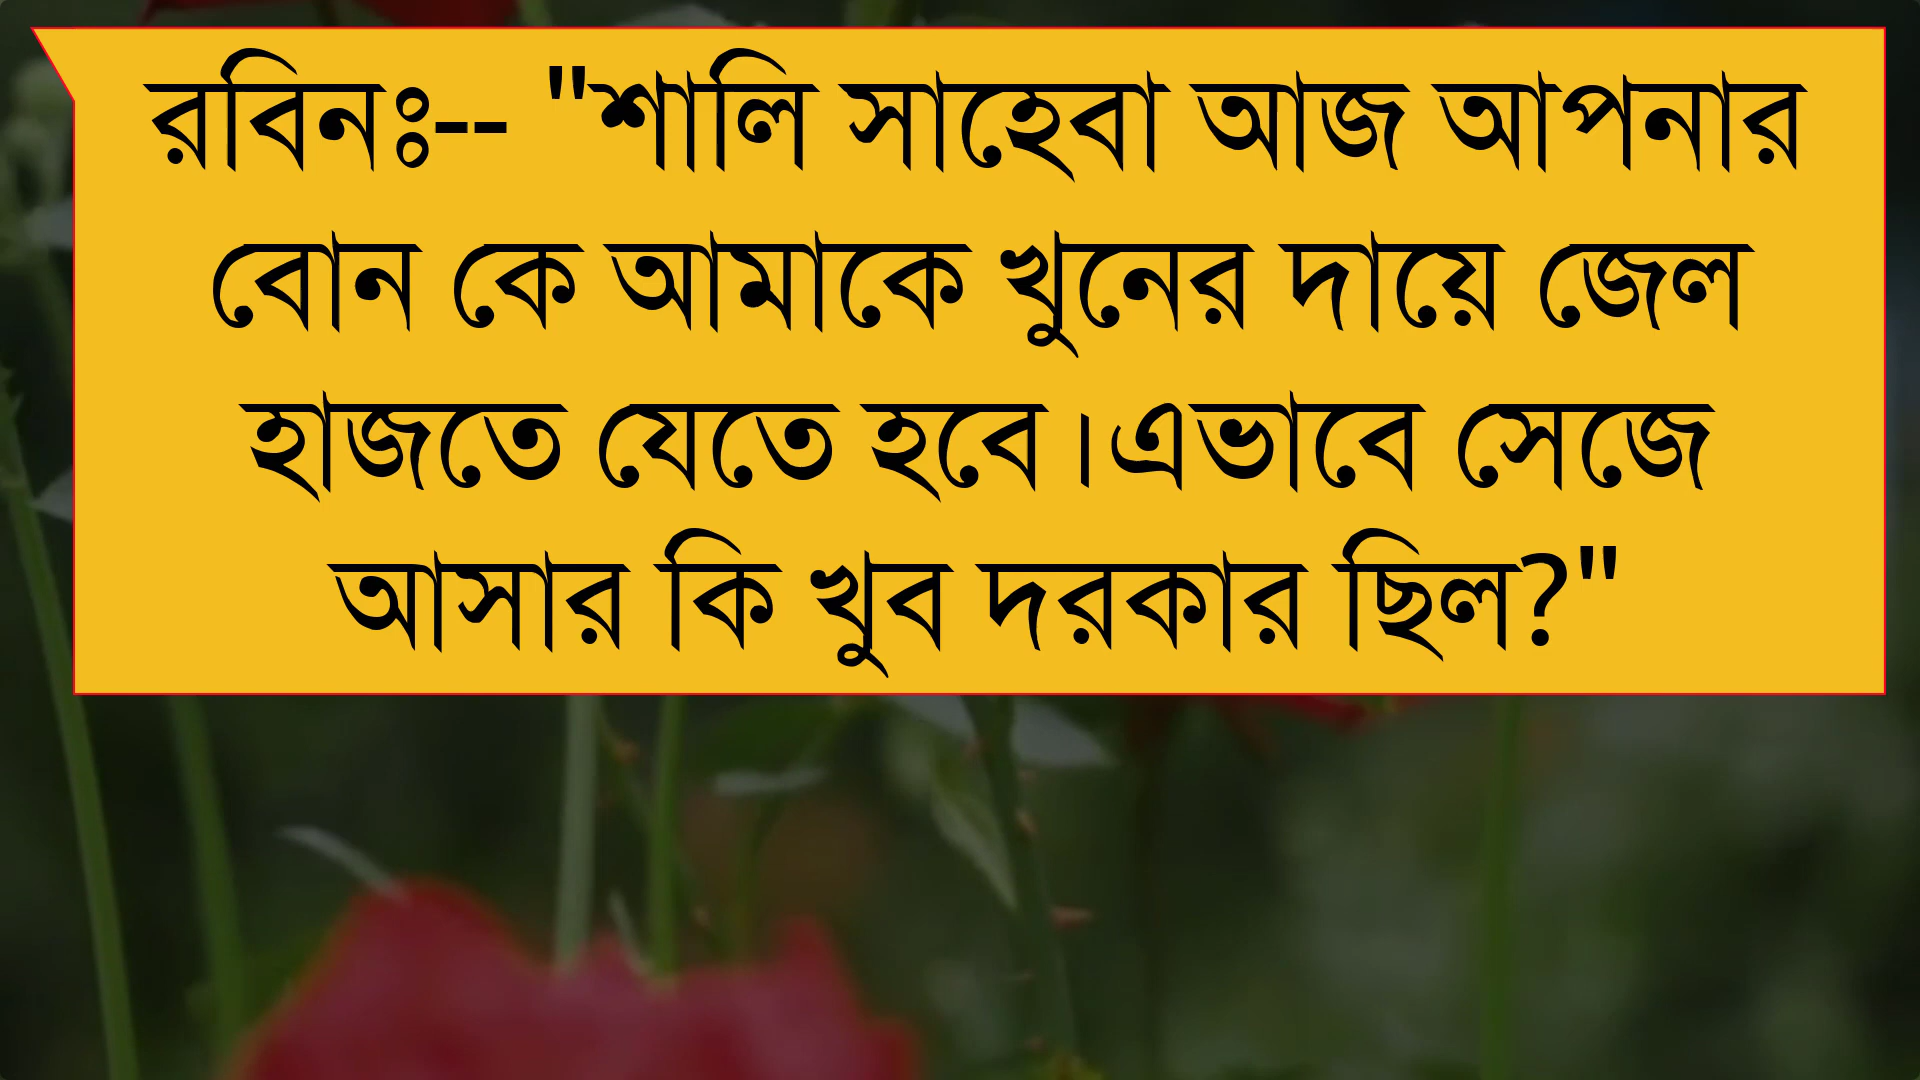 রবিনঃ-- "শালি সাহেবা আজ আপনার
বোন কে আমাকে খুনের দায়ে জেল
হাজতে যেতে হবে।এভাবে সেজে
আসার কি খুব দরকার ছিল?"